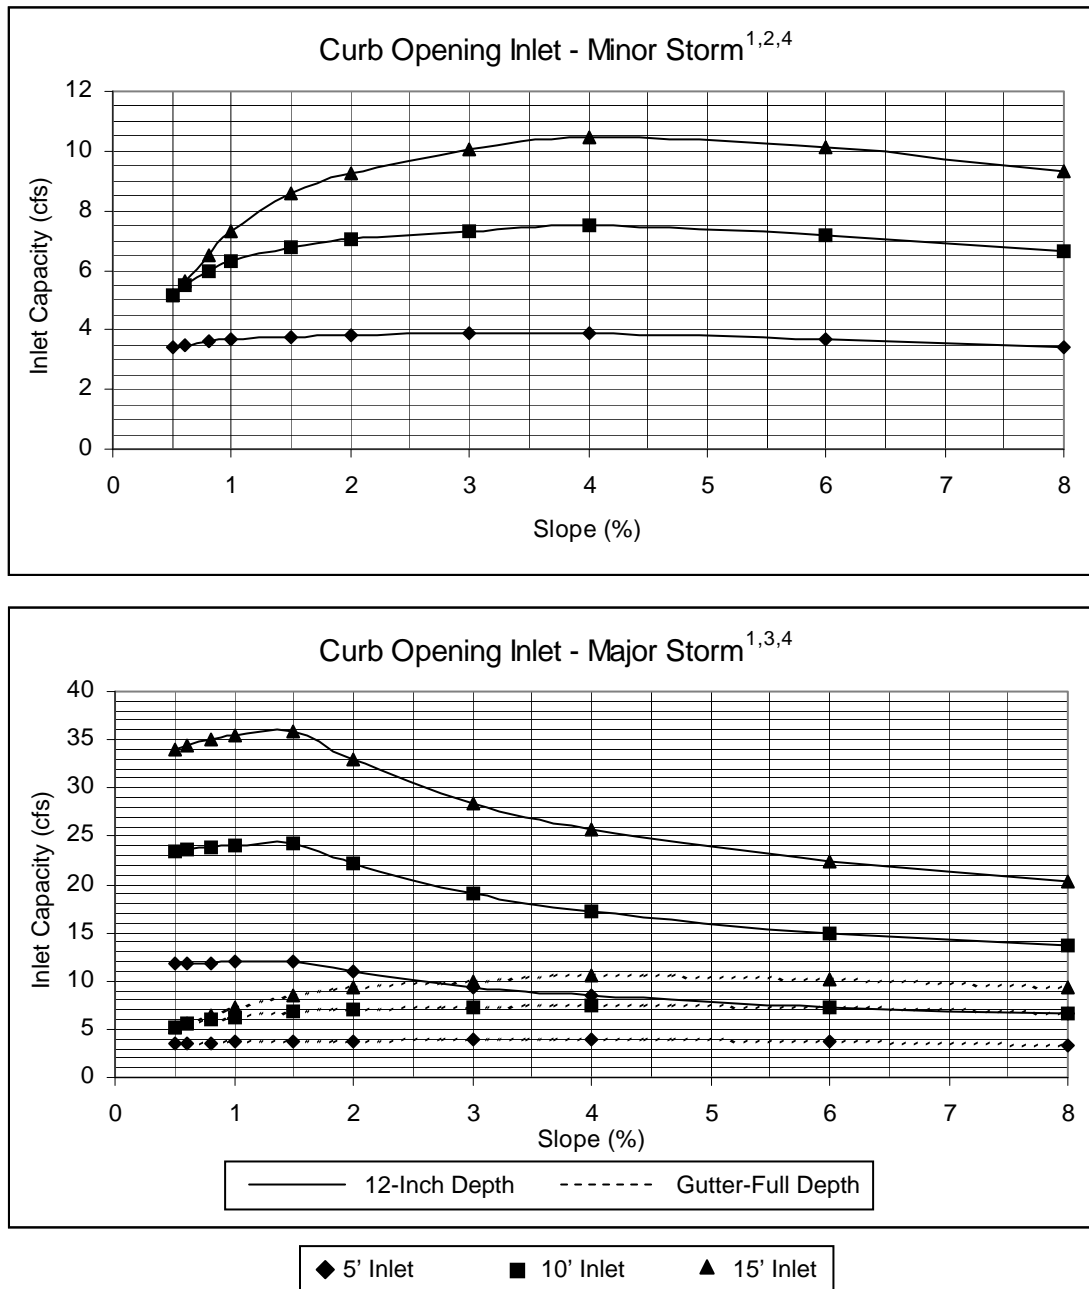 Curb Opening Inlet - Minor Storm1,2,4
12
10
8
6
4
2
0
Inlet Capacity (cfs)
0 1 2 3 4 5 6 7 8
Slope (%)
Curb Opening Inlet - Major Storm1,3,4
40
35
30
25
20
15
10
5
0
Inlet Capacity (cfs)
0 1 2 3 4 5 6 7 8
Slope (%)
12-Inch Depth Gutter-Full Depth
5’ Inlet 10’ Inlet 15’ Inlet